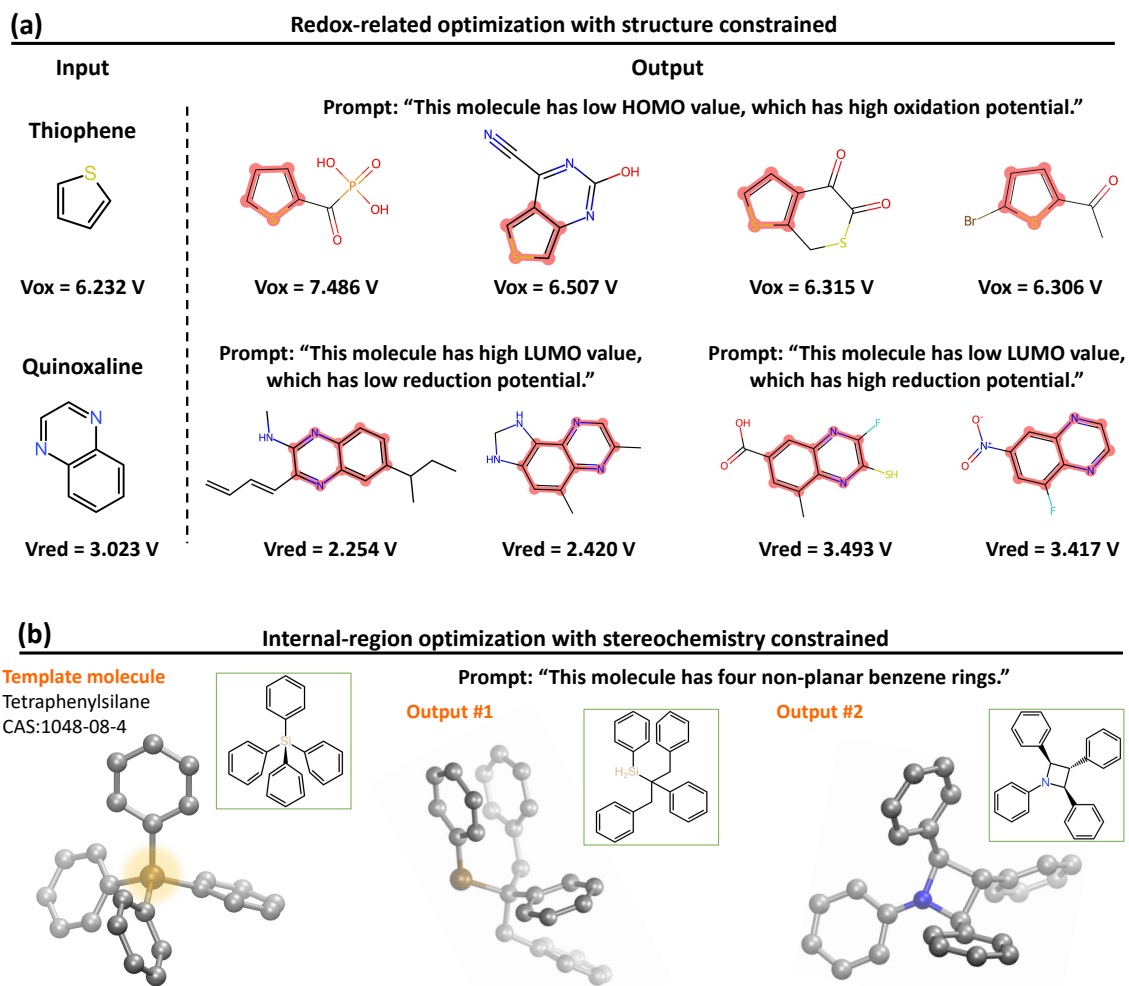 (a)
Redox-related optimization with structure constrained
Input
Output
Prompt: “This molecule has low HOMO value, which has high oxidation potential.”
Thiophene
S
HO
O
P
OH
O
S
N
N
OH
N
S
O
O
S
S
O
Br
S
Vox = 6.232 V
Vox = 7.486 V
Vox = 6.507 V
Vox = 6.315 V
Vox = 6.306 V
Prompt: “This molecule has high LUMO value,
which has low reduction potential.”
Prompt: “This molecule has low LUMO value,
which has high reduction potential.”
Quinoxaline
N
N
HN
N
N
H
N
HN
N
N
OH
O
N
F
N
SH
O⁻
N⁺
O
N
N
F
Vred = 3.023 V
Vred = 2.254 V
Vred = 2.420 V
Vred = 3.493 V
Vred = 3.417 V
(b)
Internal-region optimization with stereochemistry constrained
Template molecule
Tetraphenylsilane
CAS:1048-08-4
Si
Prompt: “This molecule has four non-planar benzene rings.”
Output #1
H₂Si
Output #2
N